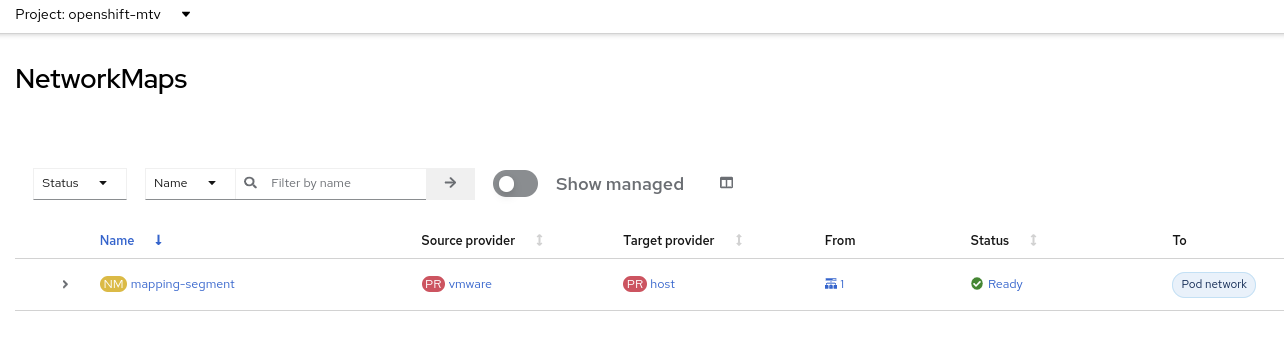 Project: openshift-mtv
NetworkMaps
Status Name Filter by name Show managed
Name Source provider Target provider From Status To
NM mapping-segment PR vmware PR host 1 Ready Pod network